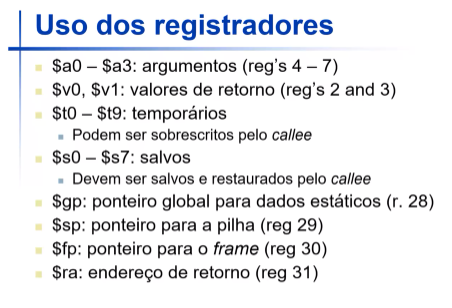 Uso dos registradores
$a0 – $a3: argumentos (reg's 4 – 7)
$v0, $v1: valores de retorno (reg's 2 and 3)
$t0 – $t9: temporários
Podem ser sobrescritos pelo callee
$s0 – $s7: salvos
Devem ser salvos e restaurados pelo callee
$gp: ponteiro global para dados estáticos (r. 28)
$sp: ponteiro para a pilha (reg 29)
$fp: ponteiro para o frame (reg 30)
$ra: endereço de retorno (reg 31)